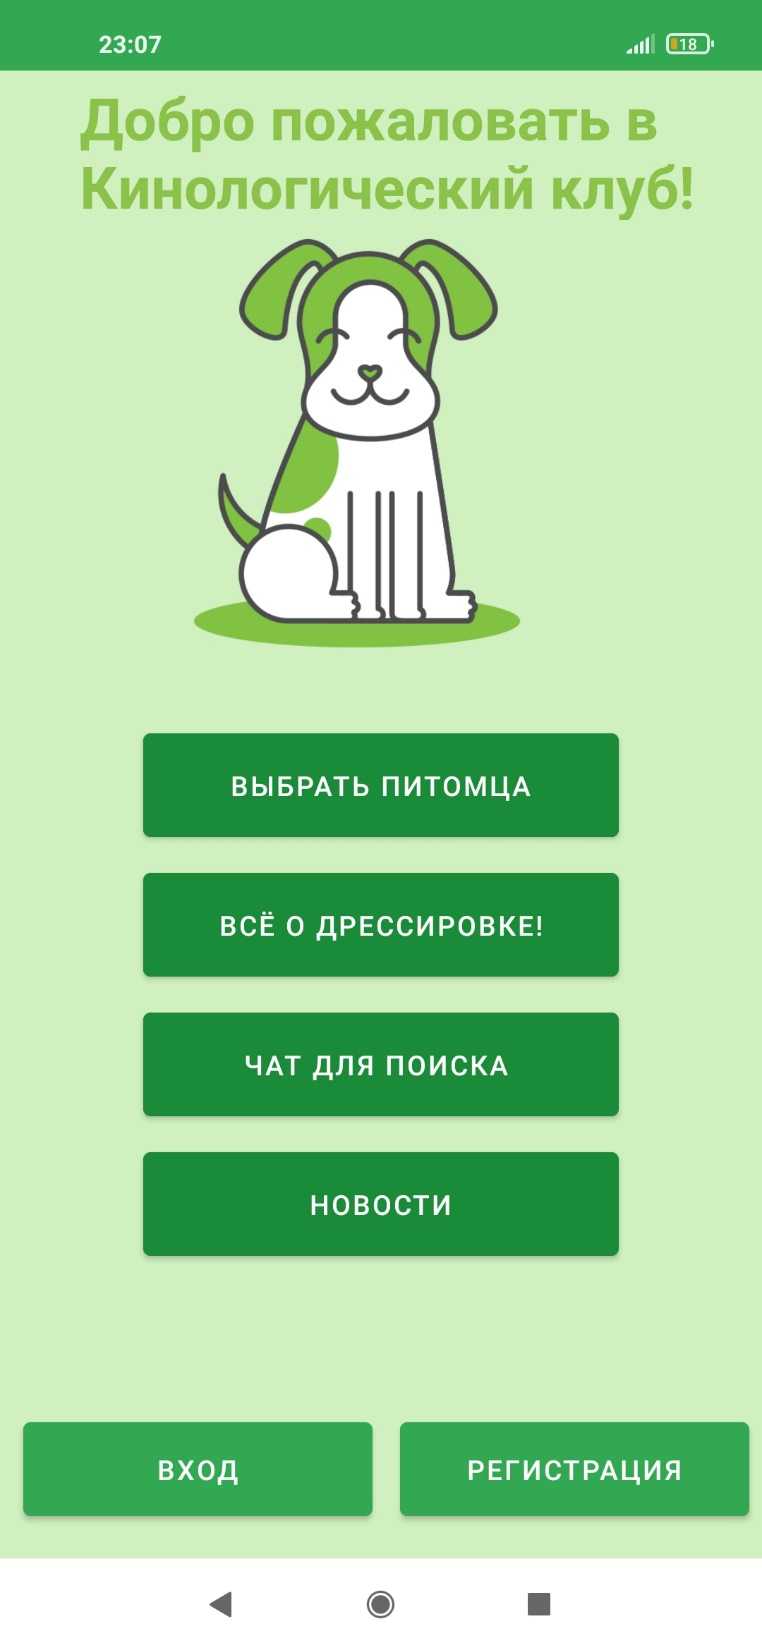 23:07
18
Добро пожаловать в
Кинологический клуб!
ВЫБРАТЬ ПИТОМЦА
ВСЁ О ДРЕССИРОВКЕ!
ЧАТ ДЛЯ ПОИСКА
НОВОСТИ
ВХОД
РЕГИСТРАЦИЯ